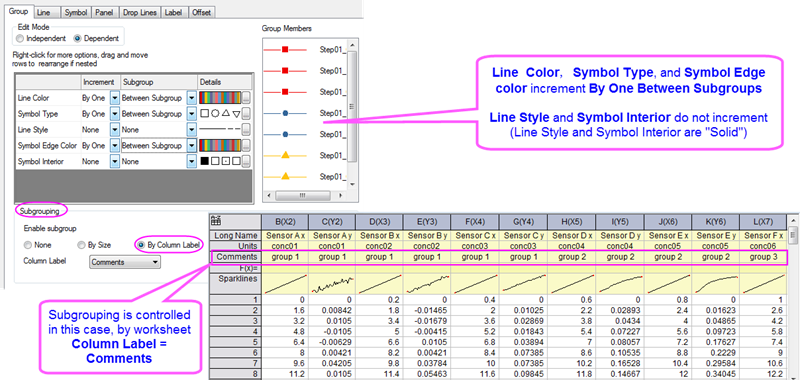 Group Line Symbol Panel Drop Lines Label Offset
Edit Mode
Independent Dependent
Right-click for more options, drag and move
rows to rearrange if nested
Increment Subgroup Details
Line Color By One Between Subgroup ...
Symbol Type By One Between Subgroup ...
Line Style None None ...
Symbol Edge Color By One Between Subgroup ...
Symbol Interior None None ...
Group Members
Step01_
Step01_
Step01_
Step01_
Step01_
Step01_
Step01_
Line Color, Symbol Type, and Symbol Edge
color increment By One Between Subgroups
Line Style and Symbol Interior do not increment
(Line Style and Symbol Interior are "Solid")
Subgrouping
Enable subgroup
None By Size By Column Label
Column Label Comments
Subgrouping is controlled
in this case, by worksheet
Column Label =
Comments
B(X2) C(Y2) D(X3) E(Y3) F(X4) G(Y4) H(X5) I(Y5) J(X6) K(Y6) L(X7)
Long Name Sensor A x Sensor A y Sensor B x Sensor B y Sensor C x Sensor C y Sensor D x Sensor D y Sensor E x Sensor E y Sensor F x
Units conc01 conc01 conc02 conc02 conc03 conc03 conc04 conc04 conc05 conc05 conc06
Comments group 1 group 1 group 1 group 1 group 1 group 1 group 2 group 2 group 2 group 2 group 3
F(x)=
Sparklines
1 0 0.2 0 0.4 0 0.6 0 0.8 0 1
2 1.6 0.00842 1.8 -0.01465 2 0.01025 2.2 0.02893 2.4 0.01623 2.6
3 3.2 0.0105 3.4 -0.01679 3.6 0.02869 3.8 0.0434 4 0.04865 4.2
4 4.8 -0.0105 5 -0.00415 5.2 0.01843 5.4 0.07227 5.6 0.09723 5.8
5 6.4 -0.00629 6.6 0.0105 6.8 0.03894 7 0.08057 7.2 0.17627 7.4
6 8 0.00421 8.2 0.00421 8.4 0.07385 8.6 0.10535 8.8 0.2229 9
7 9.6 0.04205 9.8 0.03784 10 0.07385 10.2 0.16528 10.4 0.29584 10.6
8 11.2 0.0105 11.4 0.05463 11.6 0.09845 11.8 0.14667 12 0.34045 12.2